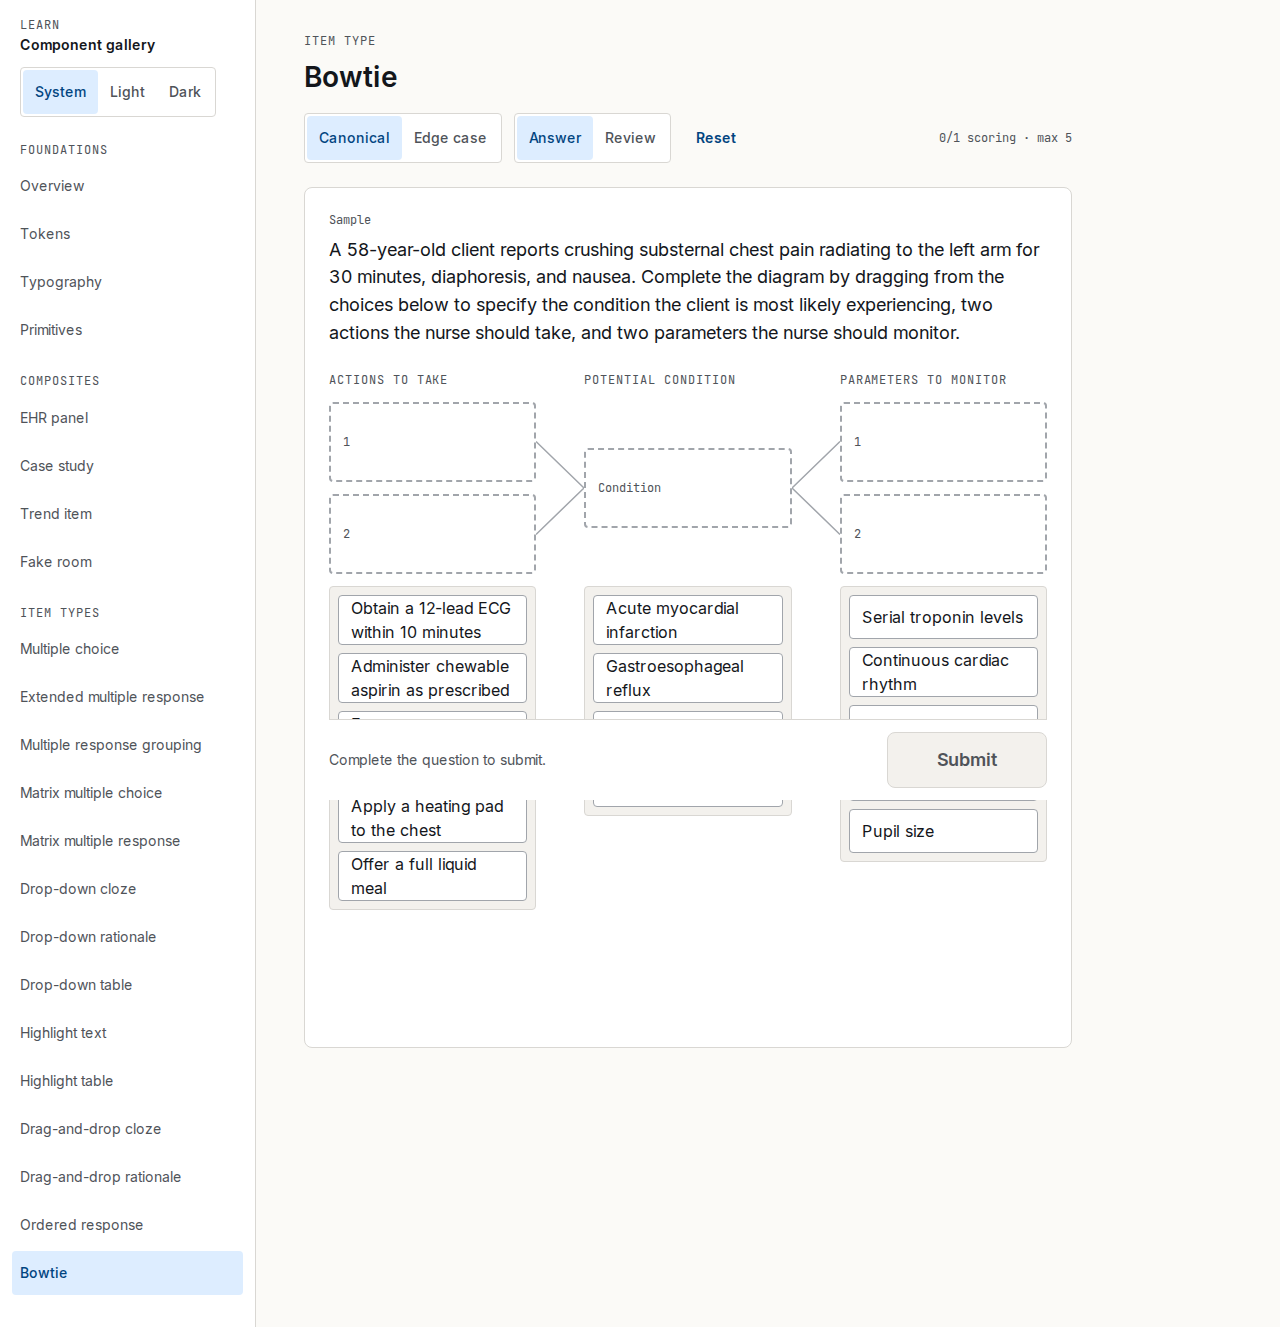 LEARN
Component gallery
System Light Dark
FOUNDATIONS
Overview
Tokens
Typography
Primitives
COMPOSITES
EHR panel
Case study
Trend item
Fake room
ITEM TYPES
Multiple choice
Extended multiple response
Multiple response grouping
Matrix multiple choice
Matrix multiple response
Drop-down cloze
Drop-down rationale
Drop-down table
Highlight text
Highlight table
Drag-and-drop cloze
Drag-and-drop rationale
Ordered response
Bowtie
ITEM TYPE
Bowtie
Canonical Edge case Answer Review Reset 0/1 scoring · max 5
Sample
A 58-year-old client reports crushing substernal chest pain radiating to the left arm for
30 minutes, diaphoresis, and nausea. Complete the diagram by dragging from the
choices below to specify the condition the client is most likely experiencing, two
actions the nurse should take, and two parameters the nurse should monitor.
ACTIONS TO TAKE
1
2
Obtain a 12-lead ECG
within 10 minutes
Administer chewable
aspirin as prescribed
POTENTIAL CONDITION
Condition
Acute myocardial
infarction
Gastroesophageal
reflux
PARAMETERS TO MONITOR
1
2
Serial troponin levels
Continuous cardiac
rhythm
Complete the question to submit.
Submit
Apply a heating pad
to the chest
Offer a full liquid
meal
Pupil size